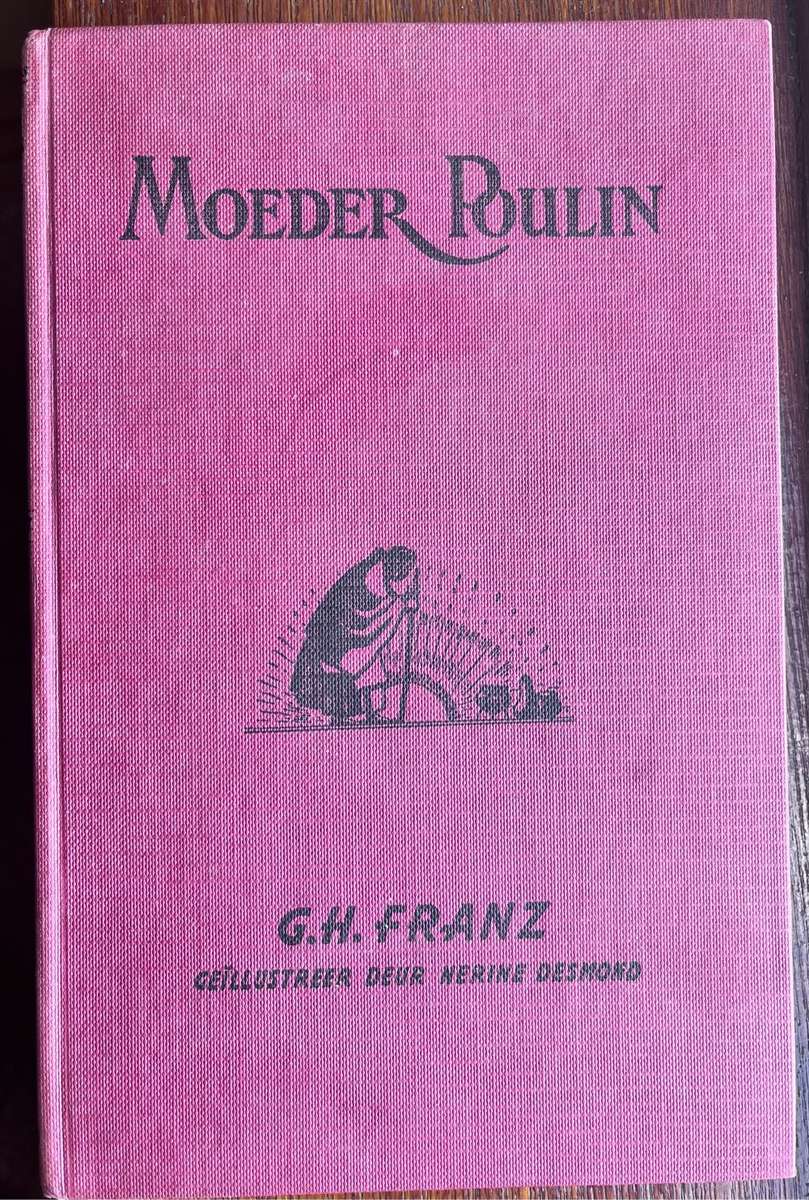 MOEDER POULIN
G.H. FRANZ
GEÏLLUSTREER DEUR NERINE DESMOND